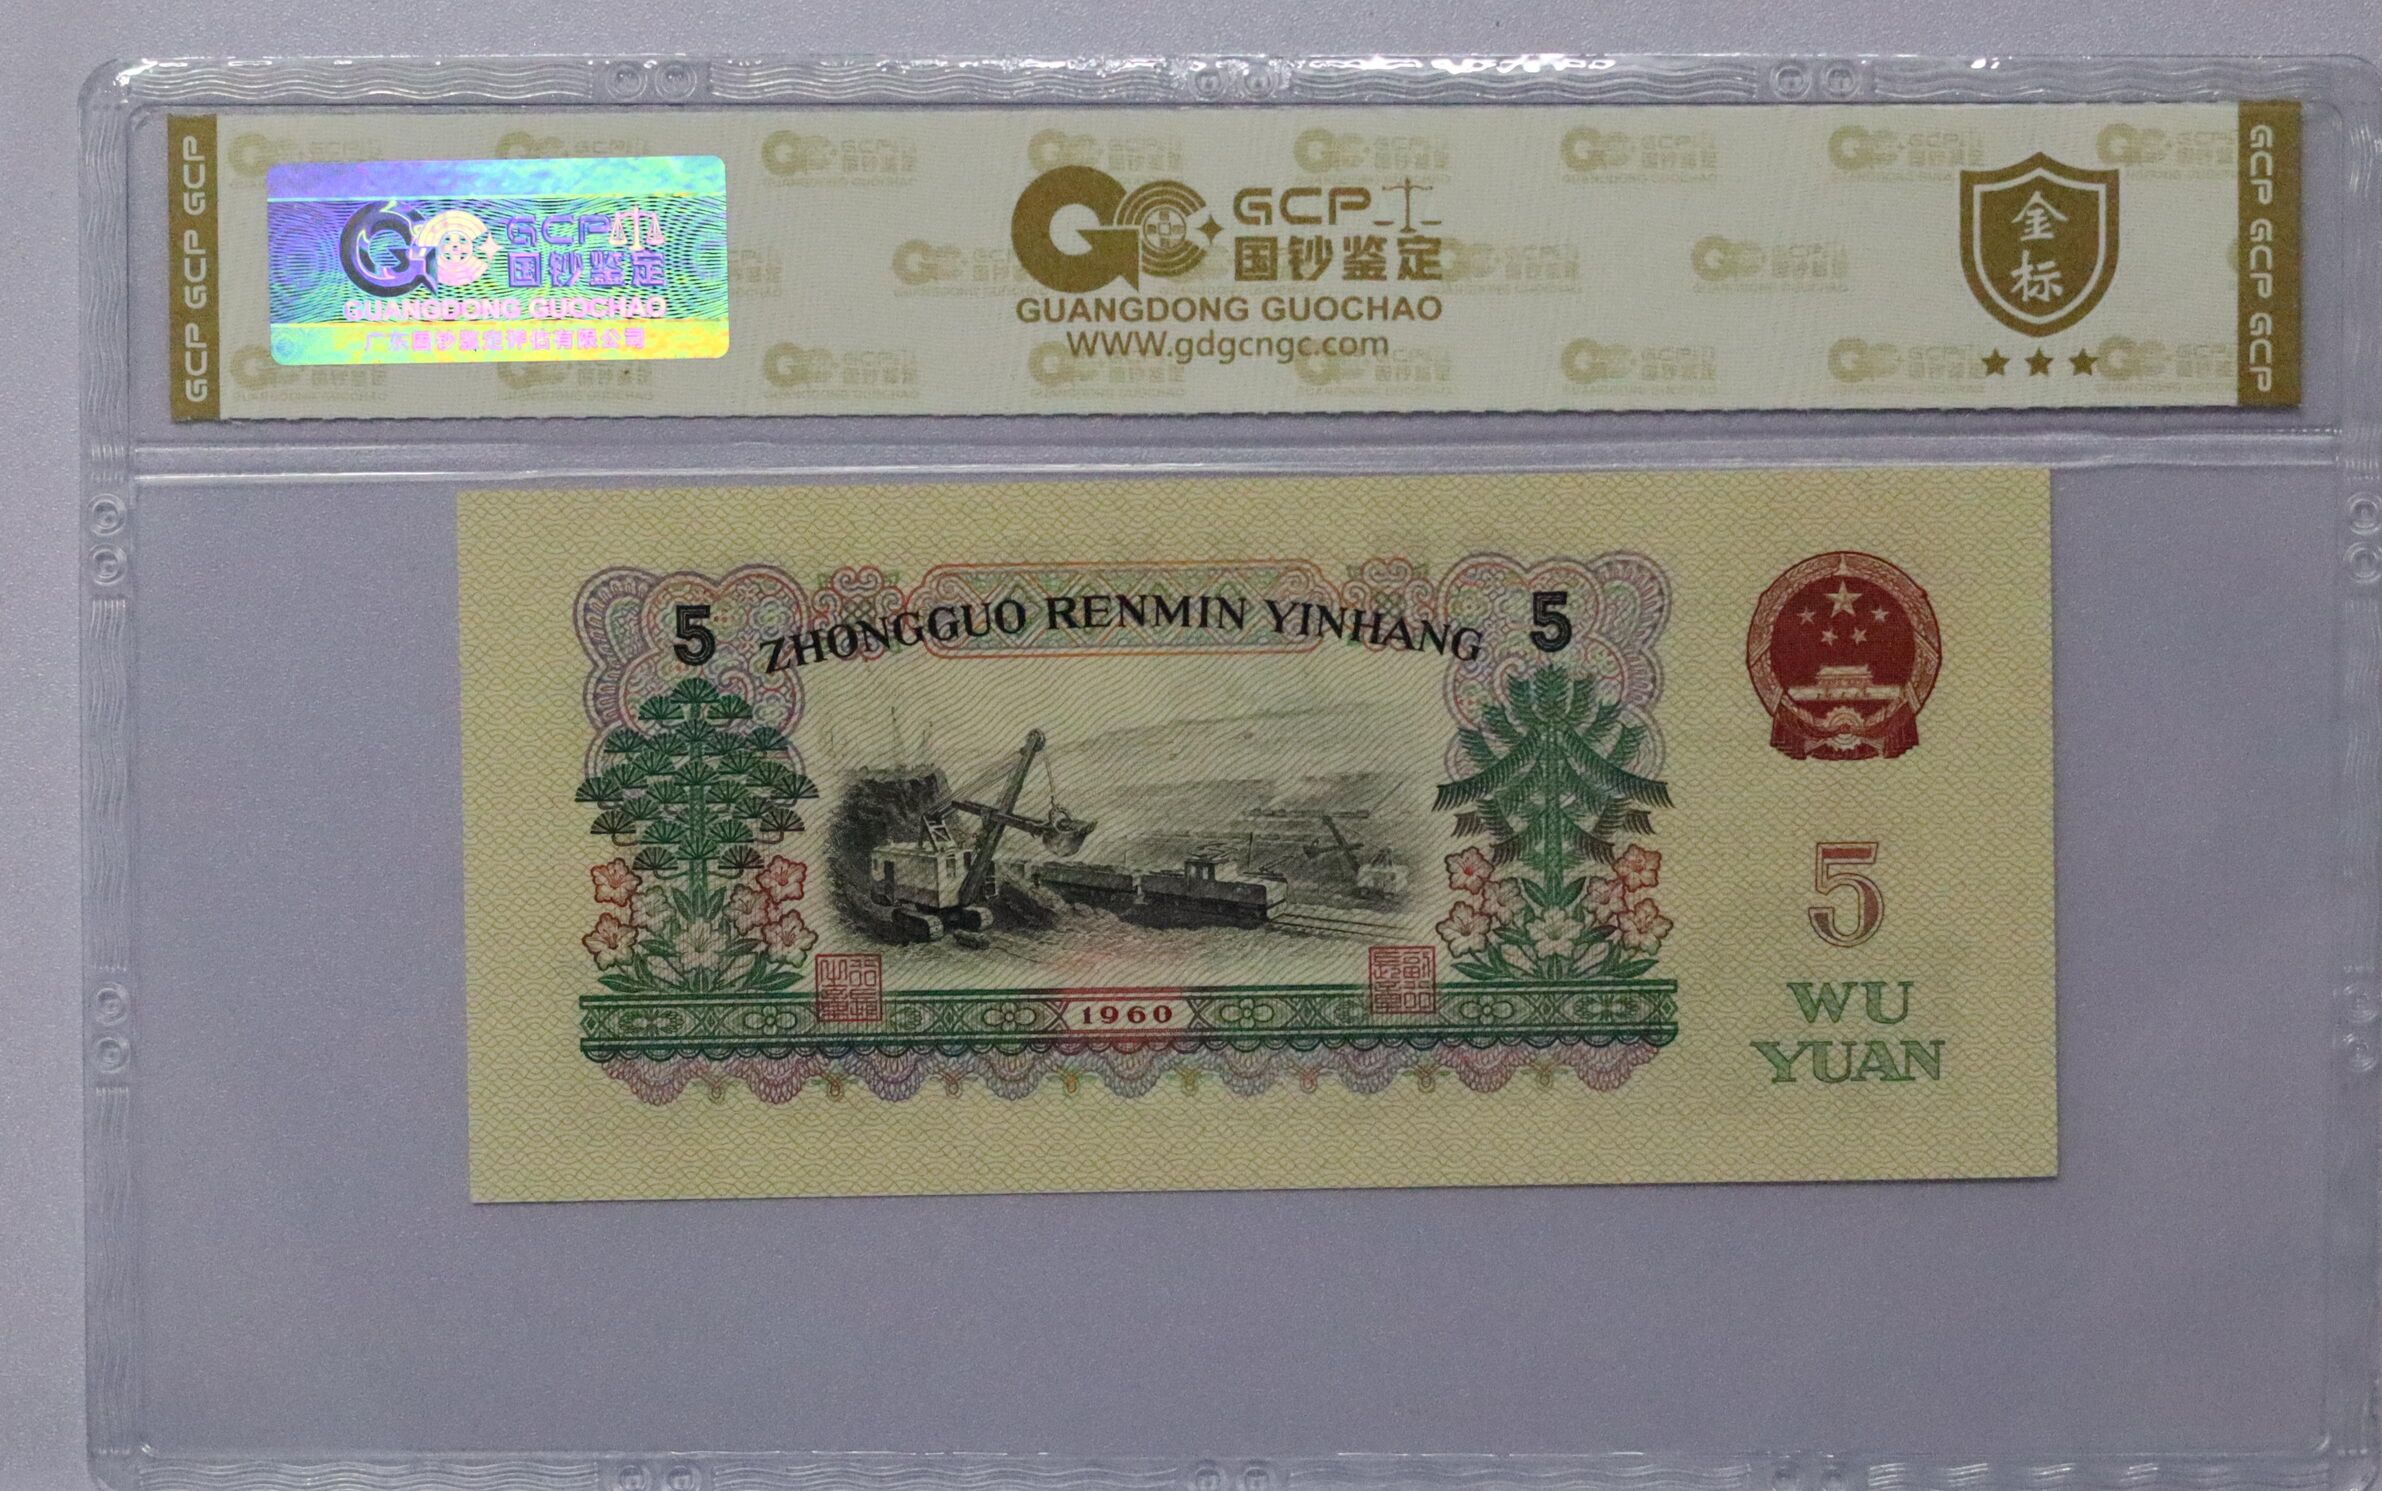 GCP GCP GCP
GCP
国钞鉴定
GUANGDONG GUOCHAO
广东国钞鉴定评估有限公司
GCP
国钞鉴定
GUANGDONG GUOCHAO
WWW.gdgcngc.com
金
标
GCP GCP GCP
5 ZHONGGUO RENMIN YINHANG 5
5
WU
YUAN
1960